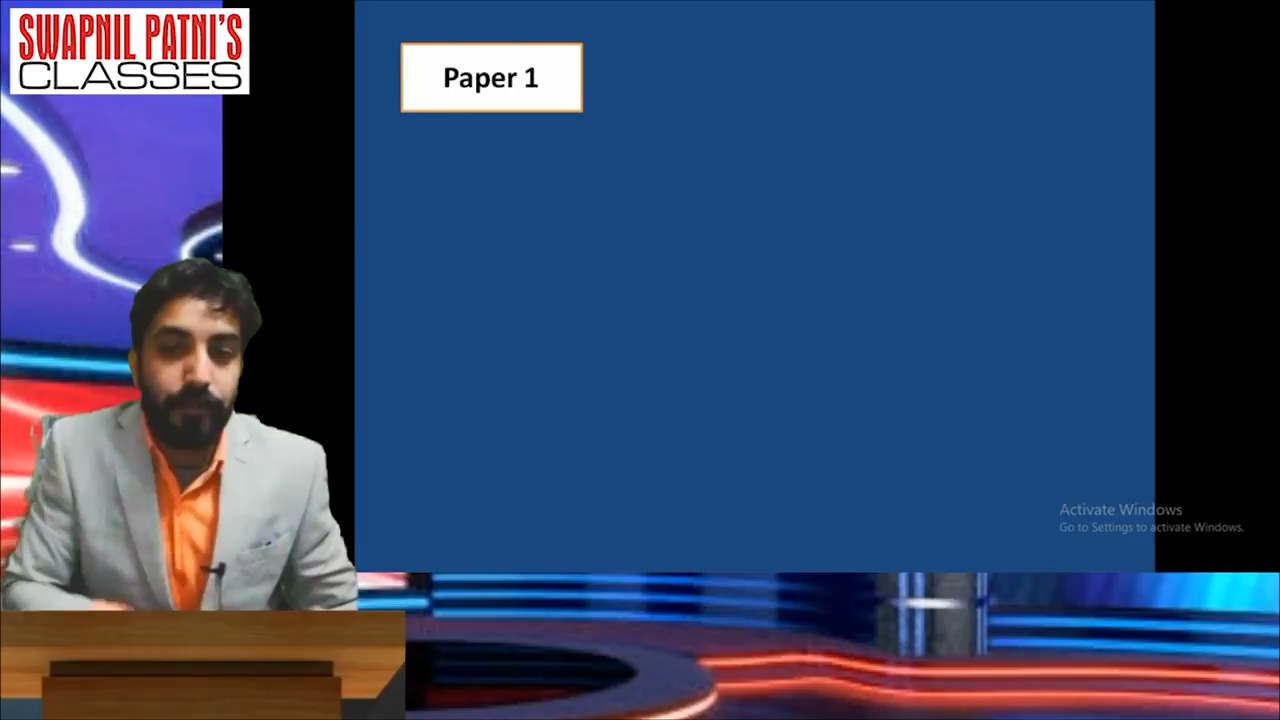 SWAPNIL PATNI'S
CLASSES
Paper 1
Activate Windows
Go to Settings to activate Windows.